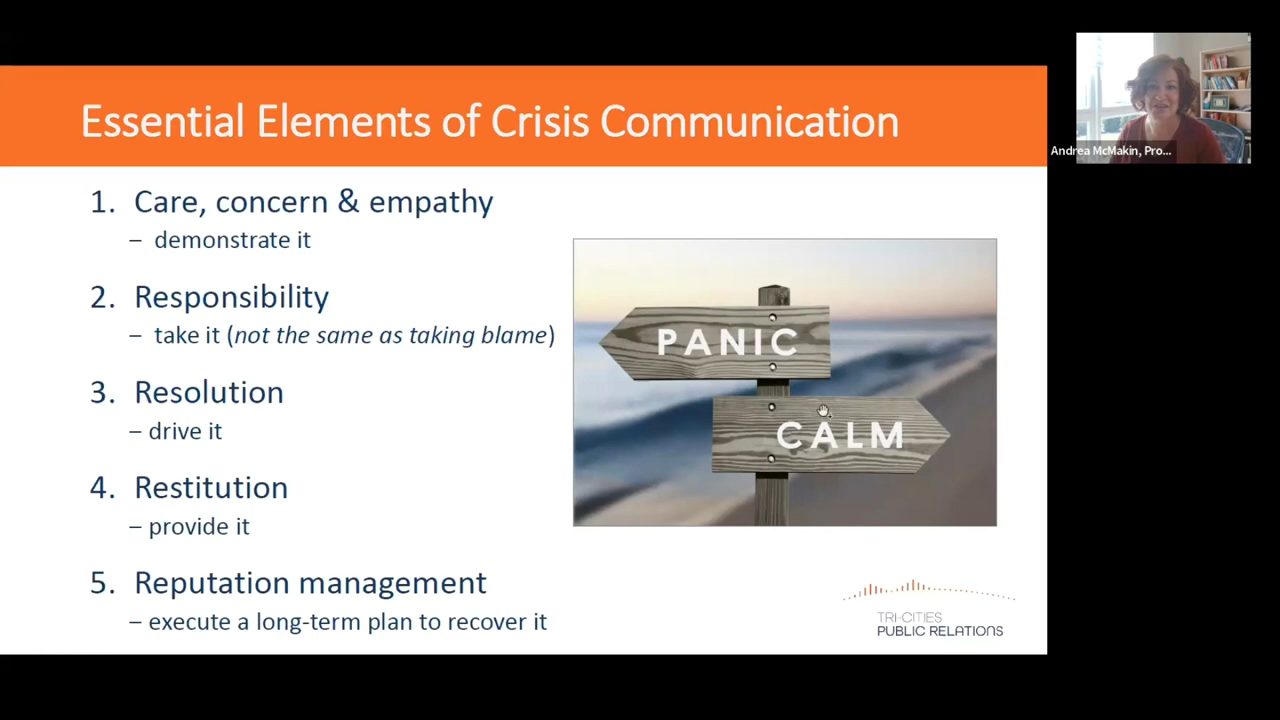 Essential Elements of Crisis Communication
1. Care, concern & empathy
– demonstrate it
2. Responsibility
– take it (not the same as taking blame)
3. Resolution
– drive it
4. Restitution
– provide it
5. Reputation management
– execute a long-term plan to recover it
PANIC
CALM
TRI-CITIES
PUBLIC RELATIONS
Andrea McMakin, Pro...